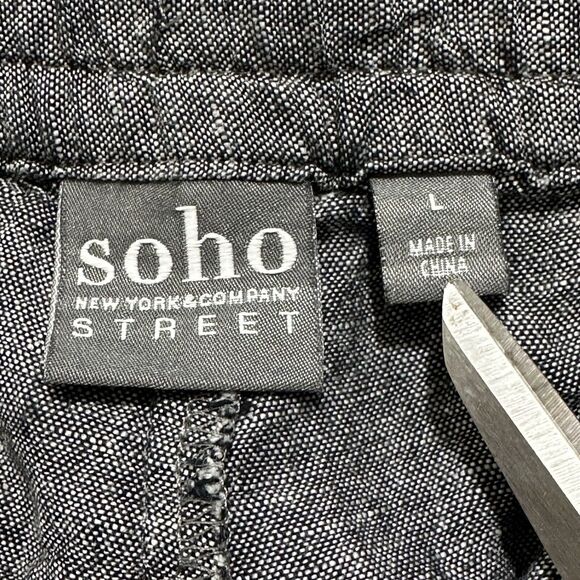 soho
NEW YORK & COMPANY
STREET
L
MADE IN
CHINA